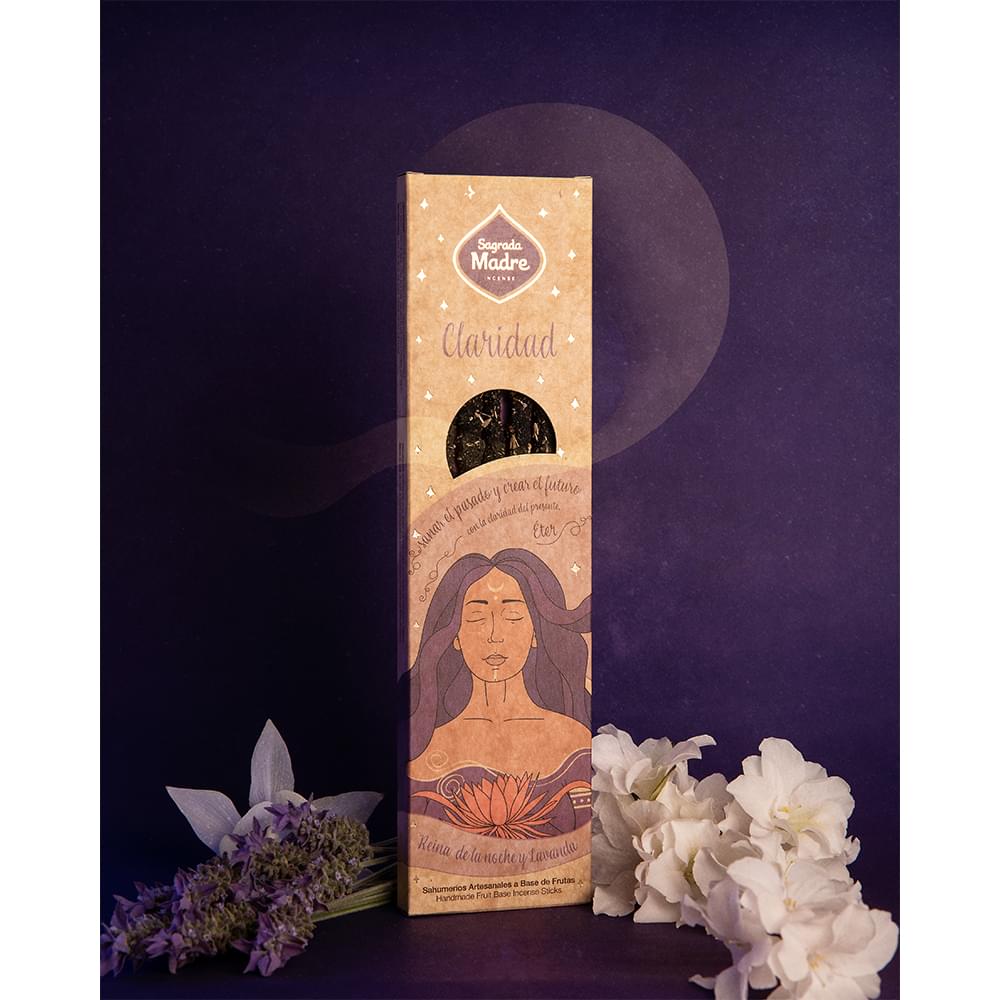 Sagrada
Madre
INCENSE
Claridad
sanar el pasado y crear el futuro
con la claridad del presente.
Éter
Reina de la noche y Lavanda
Sahumerios Artesanales a Base de Frutas
Handmade Fruit Base Incense Sticks